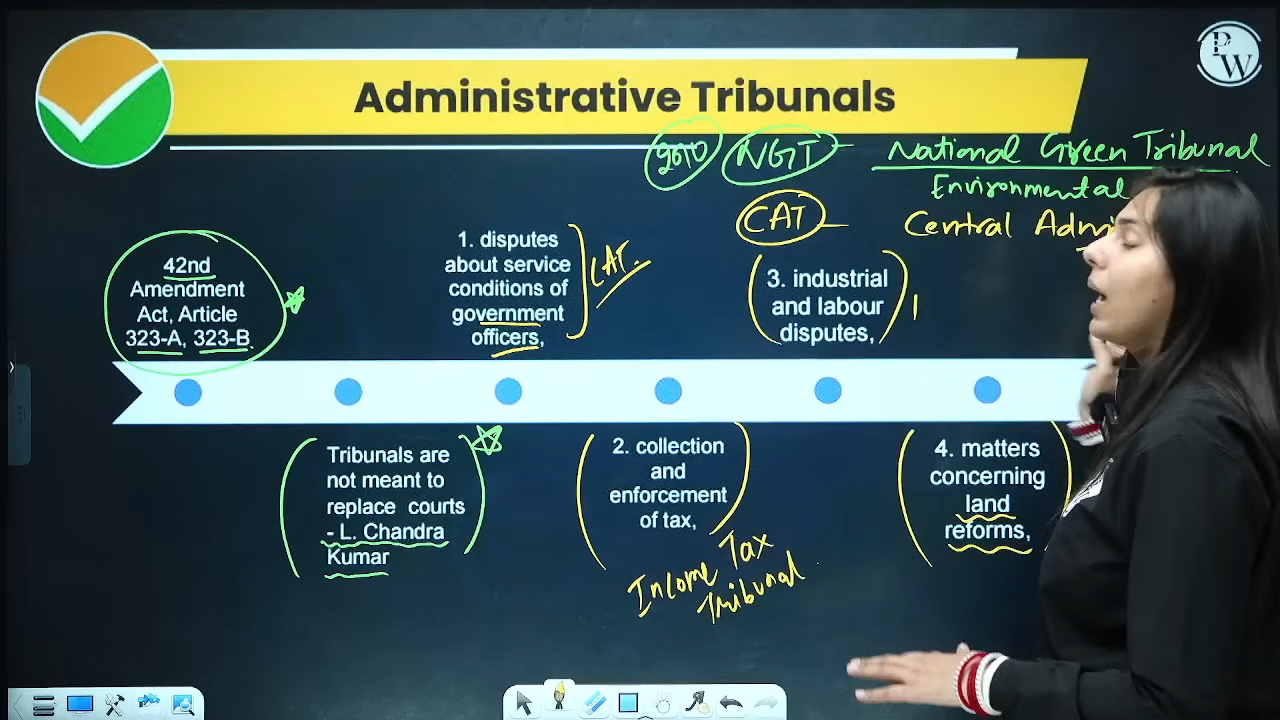 Administrative Tribunals
PW
2010 NGT - National Green Tribunal
Environmental
CAT - Central Admi
42nd
Amendment
Act, Article
323-A, 323-B.
1. disputes
about service
conditions of
government
officers,
CAT.
3. industrial
and labour
disputes,
Tribunals are
not meant to
replace courts
- L. Chandra
Kumar
2. collection
and
enforcement
of tax,
Income Tax
Tribunal
4. matters
concerning
land
reforms,